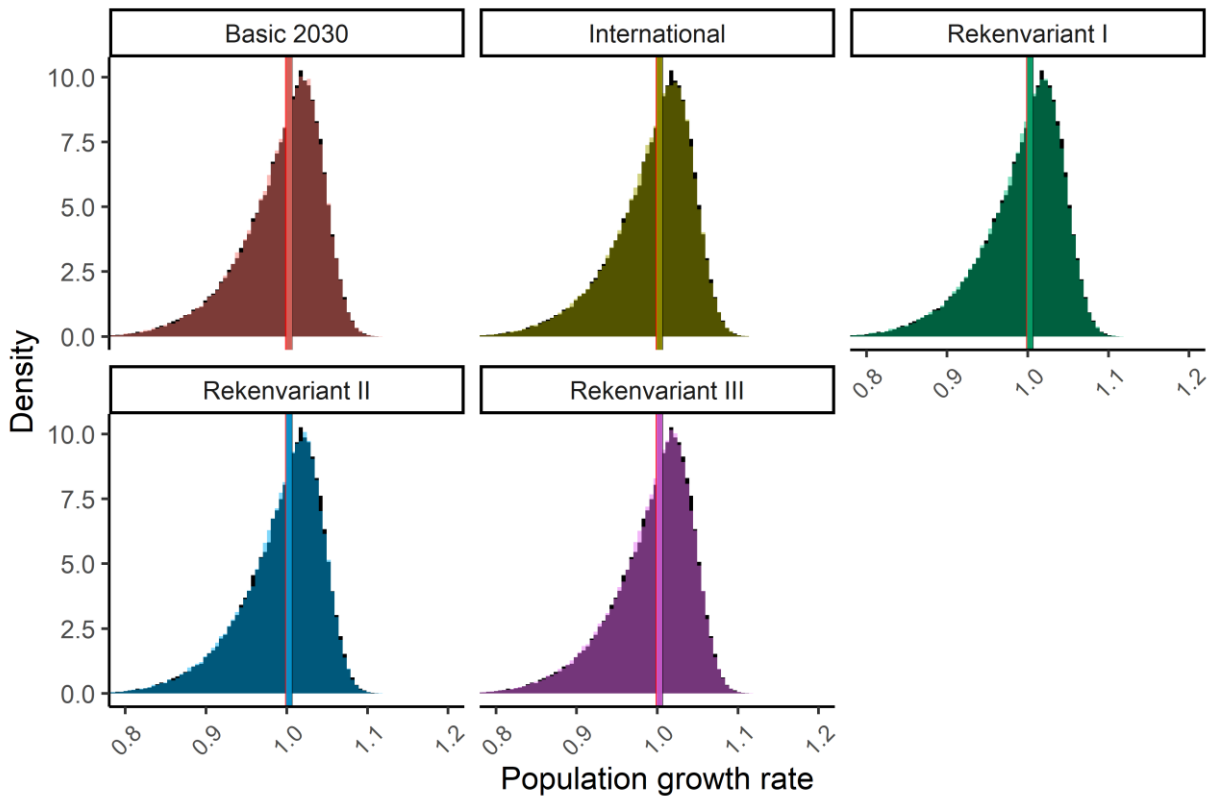 Basic 2030
International
Rekenvariant I
10.0
7.5
5.0
2.5
0.0
0.8 0.9 1.0 1.1 1.2
Density
Rekenvariant II
Rekenvariant III
10.0
7.5
5.0
2.5
0.0
0.8 0.9 1.0 1.1 1.2
0.8 0.9 1.0 1.1 1.2
Population growth rate